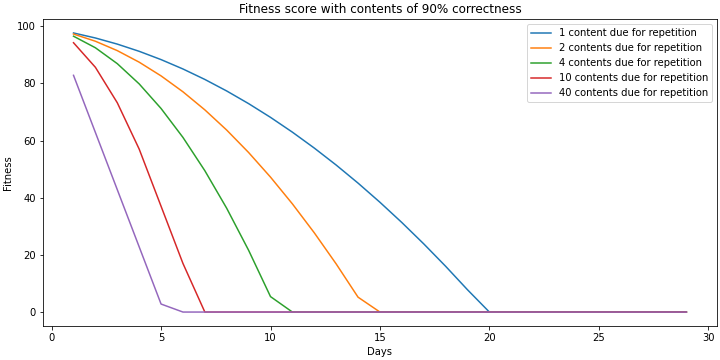 Fitness score with contents of 90% correctness
1 content due for repetition
2 contents due for repetition
4 contents due for repetition
10 contents due for repetition
40 contents due for repetition
100
80
60
40
20
0
Fitness
0 5 10 15 20 25 30
Days